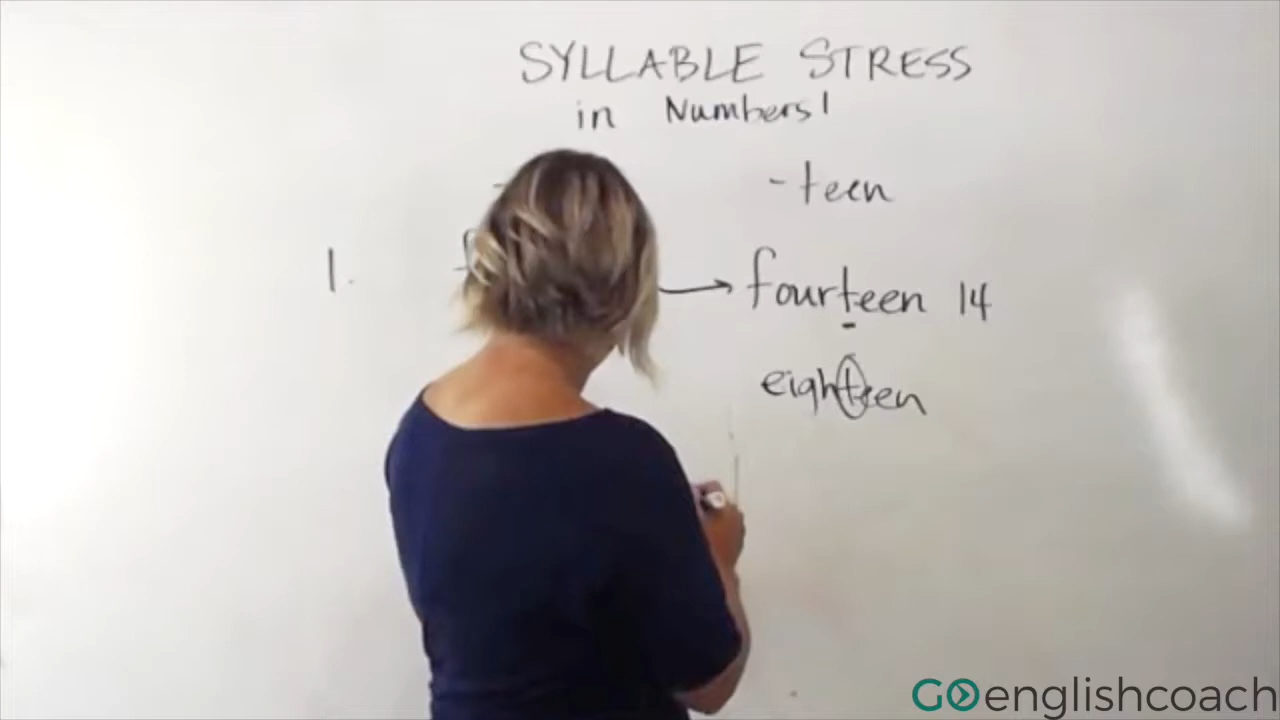 SYLLABLE STRESS
in Numbers!
-teen
1.
fourteen 14
eighteen
GOenglishcoach